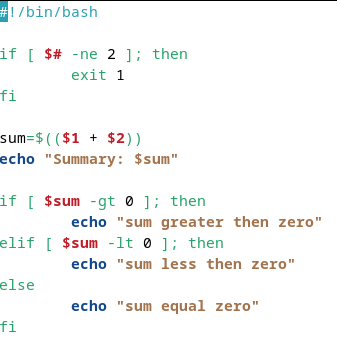 #!/bin/bash

if [ $# -ne 2 ]; then
        exit 1
fi

sum=$(($1 + $2))
echo "Summary: $sum"

if [ $sum -gt 0 ]; then
        echo "sum greater then zero"
elif [ $sum -lt 0 ]; then
        echo "sum less then zero"
else
        echo "sum equal zero"
fi